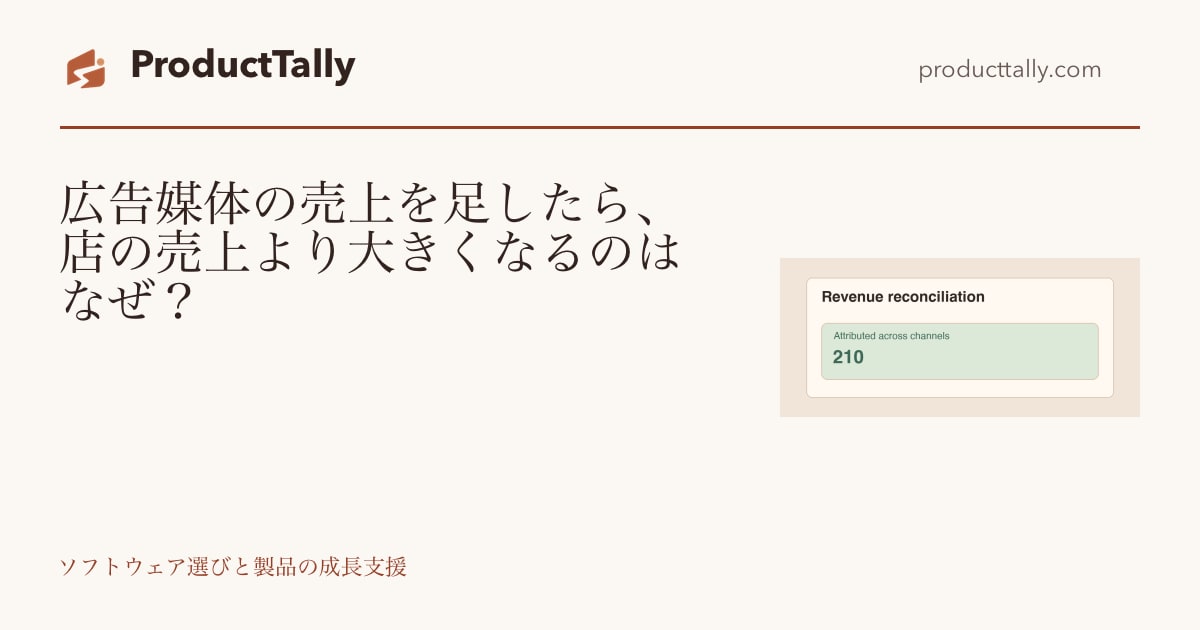 ProductTally
producttally.com
広告媒体の売上を足したら、
店の売上より大きくなるのは
なぜ？
Revenue reconciliation
Attributed across channels
210
ソフトウェア選びと製品の成長支援